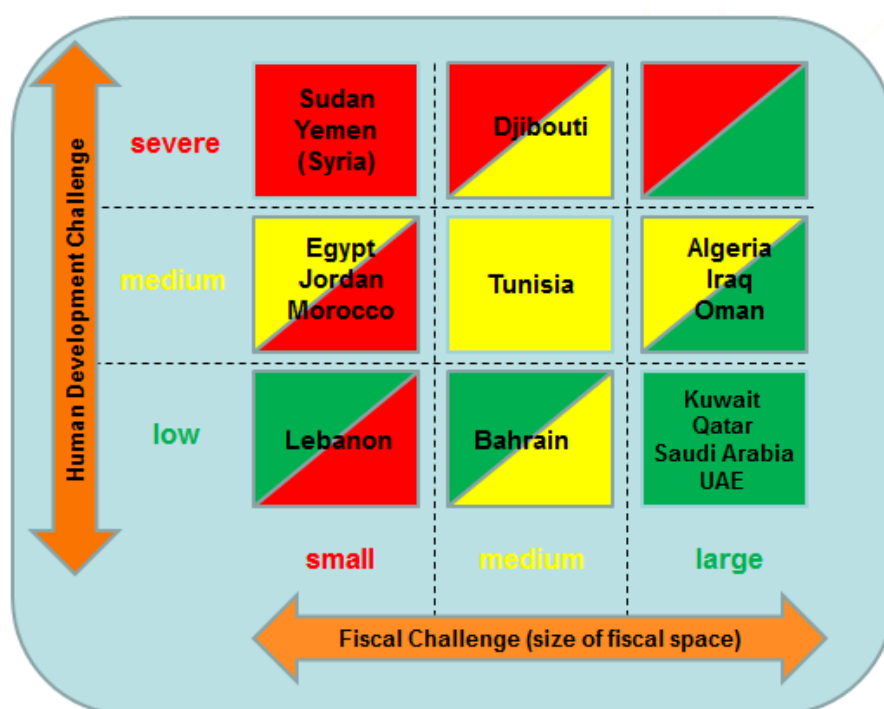 Human Development Challenge
severe
Sudan
Yemen
(Syria)
Djibouti
medium
Egypt
Jordan
Morocco
Tunisia
Algeria
Iraq
Oman
low
Lebanon
Bahrain
Kuwait
Qatar
Saudi Arabia
UAE
small
medium
large
Fiscal Challenge (size of fiscal space)